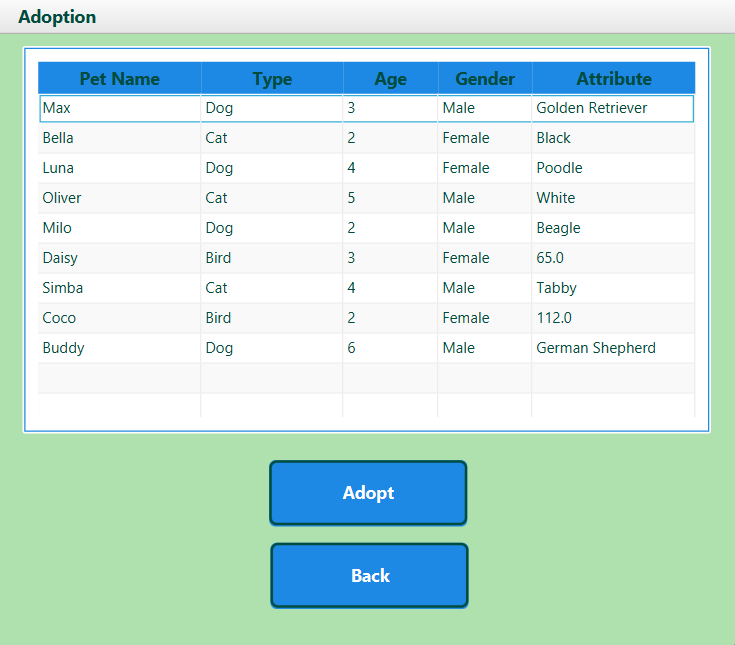 Adoption
Pet Name Type Age Gender Attribute
Max Dog 3 Male Golden Retriever
Bella Cat 2 Female Black
Luna Dog 4 Female Poodle
Oliver Cat 5 Male White
Milo Dog 2 Male Beagle
Daisy Bird 3 Female 65.0
Simba Cat 4 Male Tabby
Coco Bird 2 Female 112.0
Buddy Dog 6 Male German Shepherd
Adopt
Back